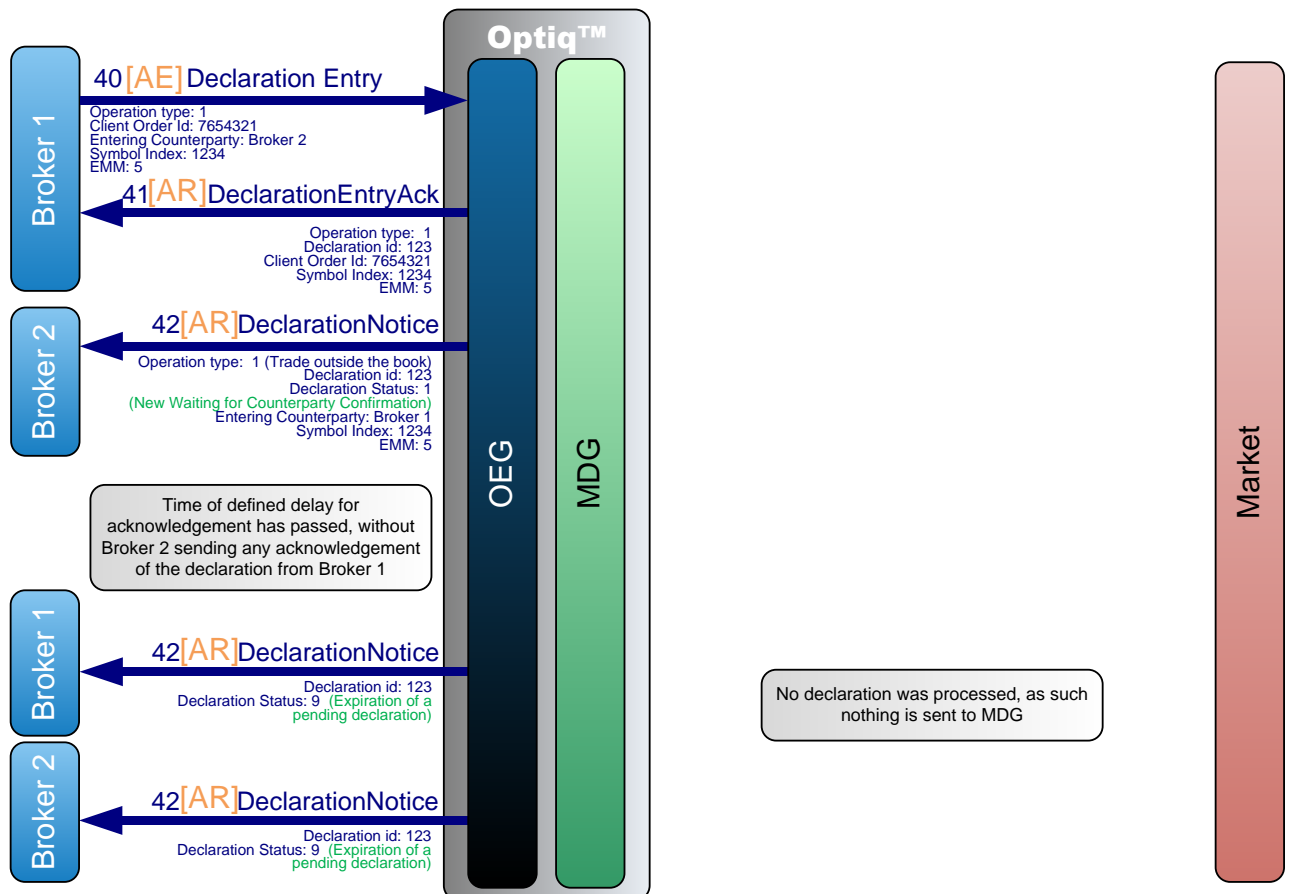 Optiq™
Broker 1
40 [AE] Declaration Entry
Operation type: 1
Client Order Id: 7654321
Entering Counterparty: Broker 2
Symbol Index: 1234
EMM: 5
41[AR]DeclarationEntryAck
Operation type:  1
Declaration id: 123
Client Order Id: 7654321
Symbol Index: 1234
EMM: 5
Broker 2
42[AR]DeclarationNotice
Operation type:  1 (Trade outside the book)
Declaration id: 123
Declaration Status: 1
(New Waiting for Counterparty Confirmation)
Entering Counterparty: Broker 1
Symbol Index: 1234
EMM: 5
OEG
MDG
Market
Time of defined delay for
acknowledgement has passed, without
Broker 2 sending any acknowledgement
of the declaration from Broker 1
Broker 1
42[AR]DeclarationNotice
Declaration id: 123
Declaration Status: 9  (Expiration of a
pending declaration)
No declaration was processed, as such
nothing is sent to MDG
Broker 2
42[AR]DeclarationNotice
Declaration id: 123
Declaration Status: 9  (Expiration of a
pending declaration)